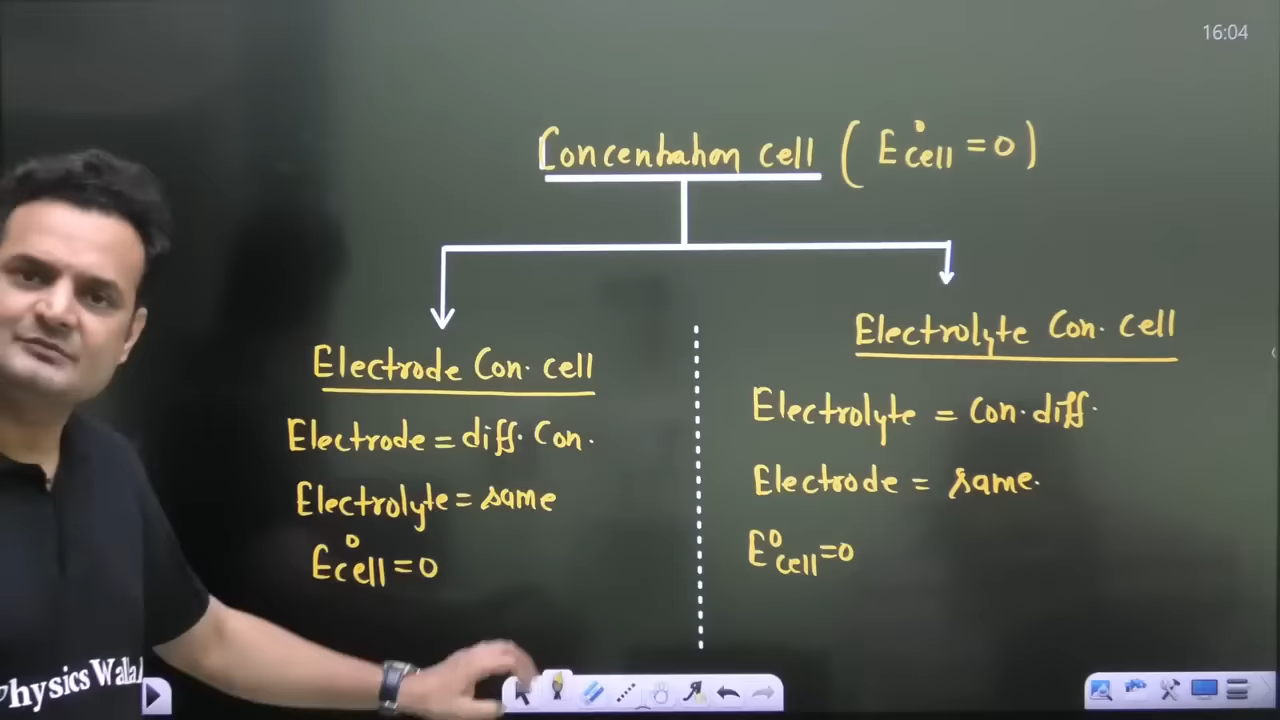 16:04
Concentration cell ( E°cell = 0 )
Electrode Con. cell
Electrode = diff. Con.
Electrolyte = same
E°cell = 0
Electrolyte Con. cell
Electrolyte = Con. diff.
Electrode = same.
E°cell = 0
Physics Walla